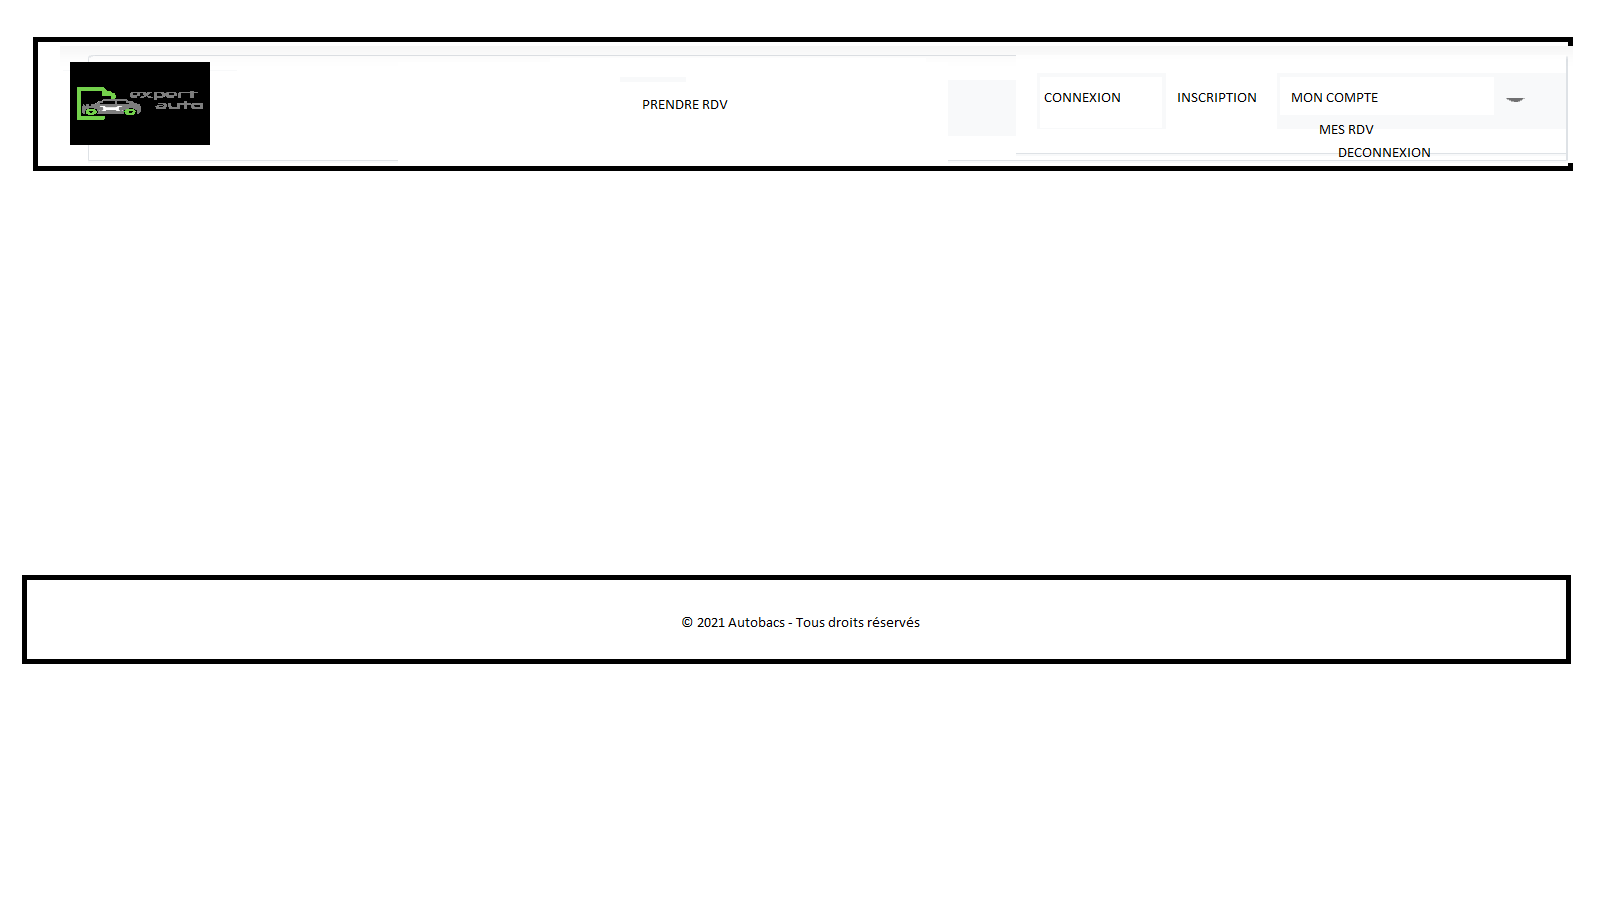 expert
auto
PRENDRE RDV
CONNEXION
INSCRIPTION
MON COMPTE
MES RDV
DECONNEXION
© 2021 Autobacs - Tous droits réservés